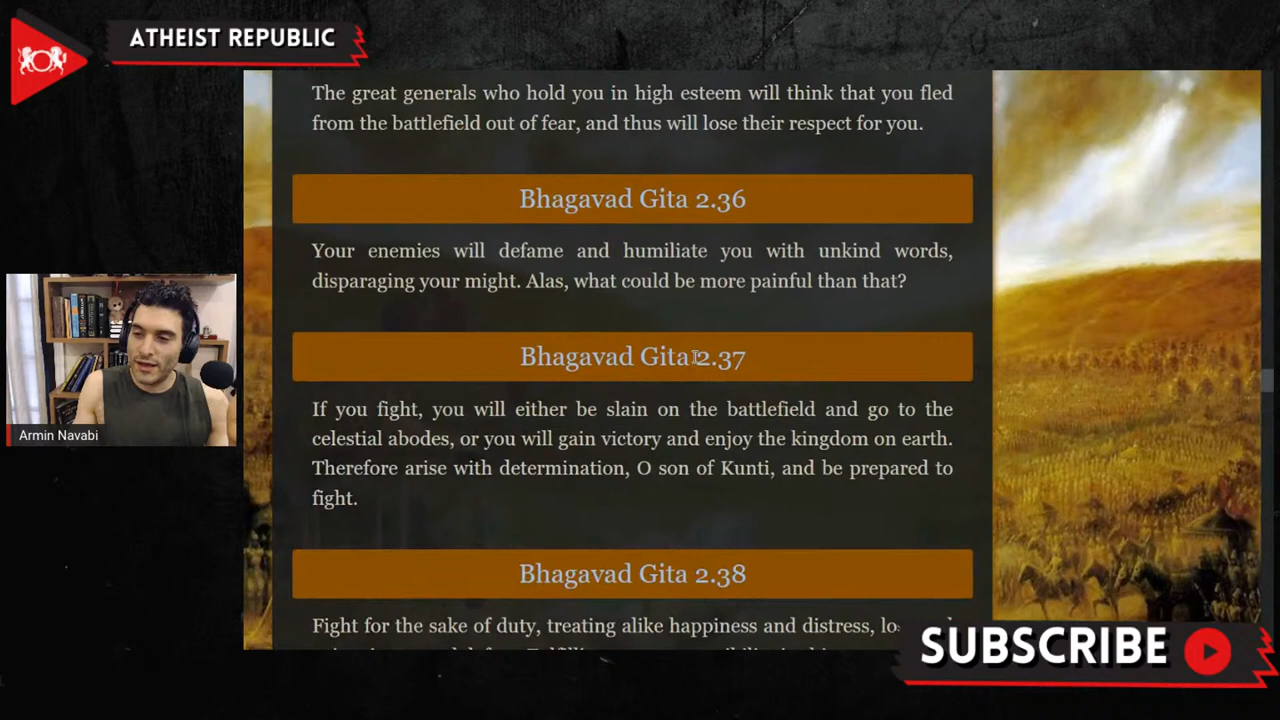 ATHEIST REPUBLIC
The great generals who hold you in high esteem will think that you fled
from the battlefield out of fear, and thus will lose their respect for you.
Bhagavad Gita 2.36
Your enemies will defame and humiliate you with unkind words,
disparaging your might. Alas, what could be more painful than that?
Bhagavad Gita 2.37
If you fight, you will either be slain on the battlefield and go to the
celestial abodes, or you will gain victory and enjoy the kingdom on earth.
Therefore arise with determination, O son of Kunti, and be prepared to
fight.
Bhagavad Gita 2.38
Fight for the sake of duty, treating alike happiness and distress,
Armin Navabi
SUBSCRIBE